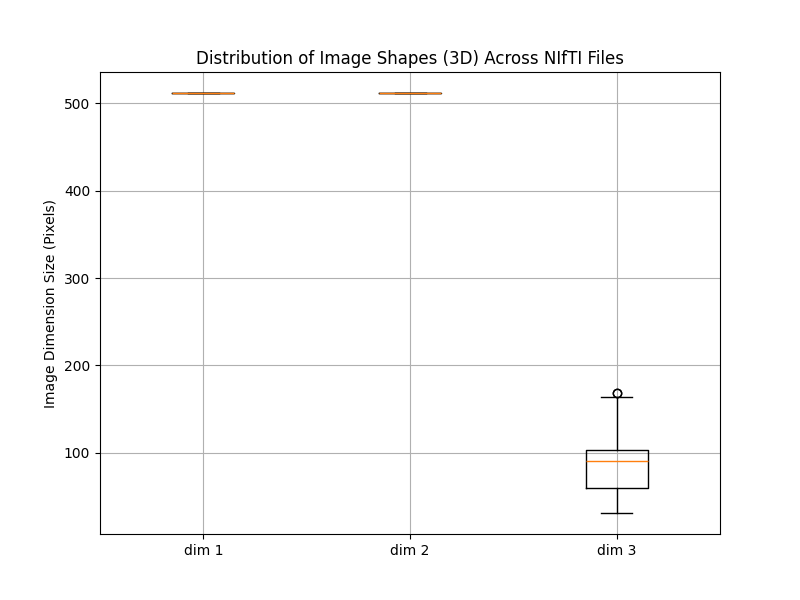 Distribution of Image Shapes (3D) Across NIfTI Files
Image Dimension Size (Pixels)
500
400
300
200
100
dim 1
dim 2
dim 3